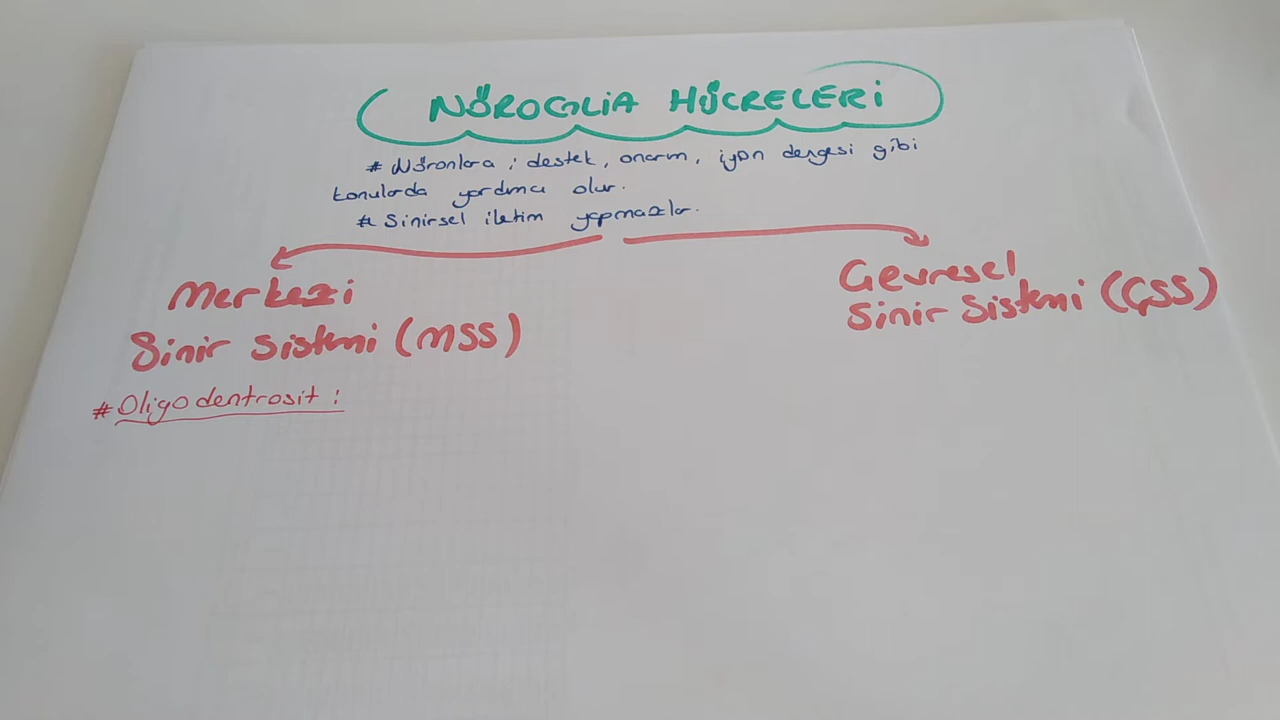 NÖROGLİA HÜCRELERİ
# Nöronlara ; destek, onarım, iyon dengesi gibi
konularda yardımcı olur.
# Sinirsel iletim yapmazlar.
Merkezi
Sinir Sistemi (MSS)
Çevresel
Sinir Sistemi (ÇSS)
# Oligodentrosit :